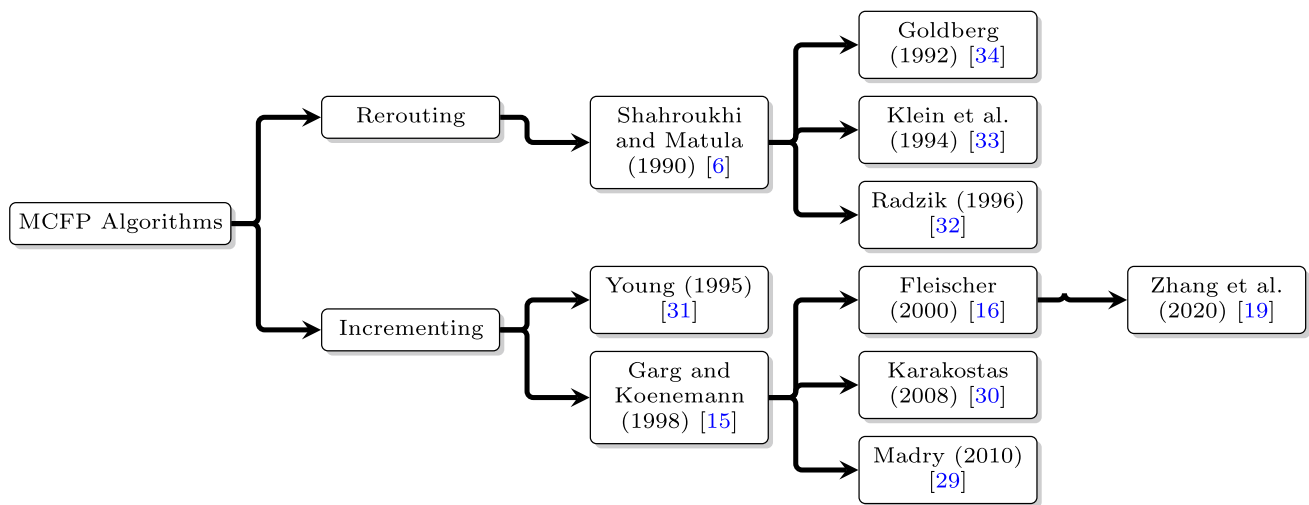 MCFP Algorithms
Rerouting
Shahroukhi
and Matula
(1990) [6]
Goldberg
(1992) [34]
Klein et al.
(1994) [33]
Radzik (1996)
[32]
Incrementing
Young (1995)
[31]
Garg and
Koenemann
(1998) [15]
Fleischer
(2000) [16]
Zhang et al.
(2020) [19]
Karakostas
(2008) [30]
Madry (2010)
[29]